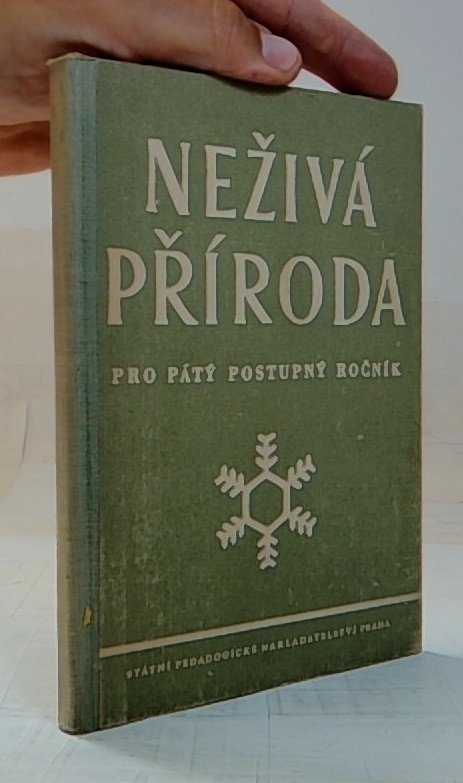 NEŽIVÁ
PŘÍRODA
PRO PÁTÝ POSTUPNÝ ROČNÍK
STÁTNÍ PEDAGOGICKÉ NAKLADATELSTVÍ PRAHA